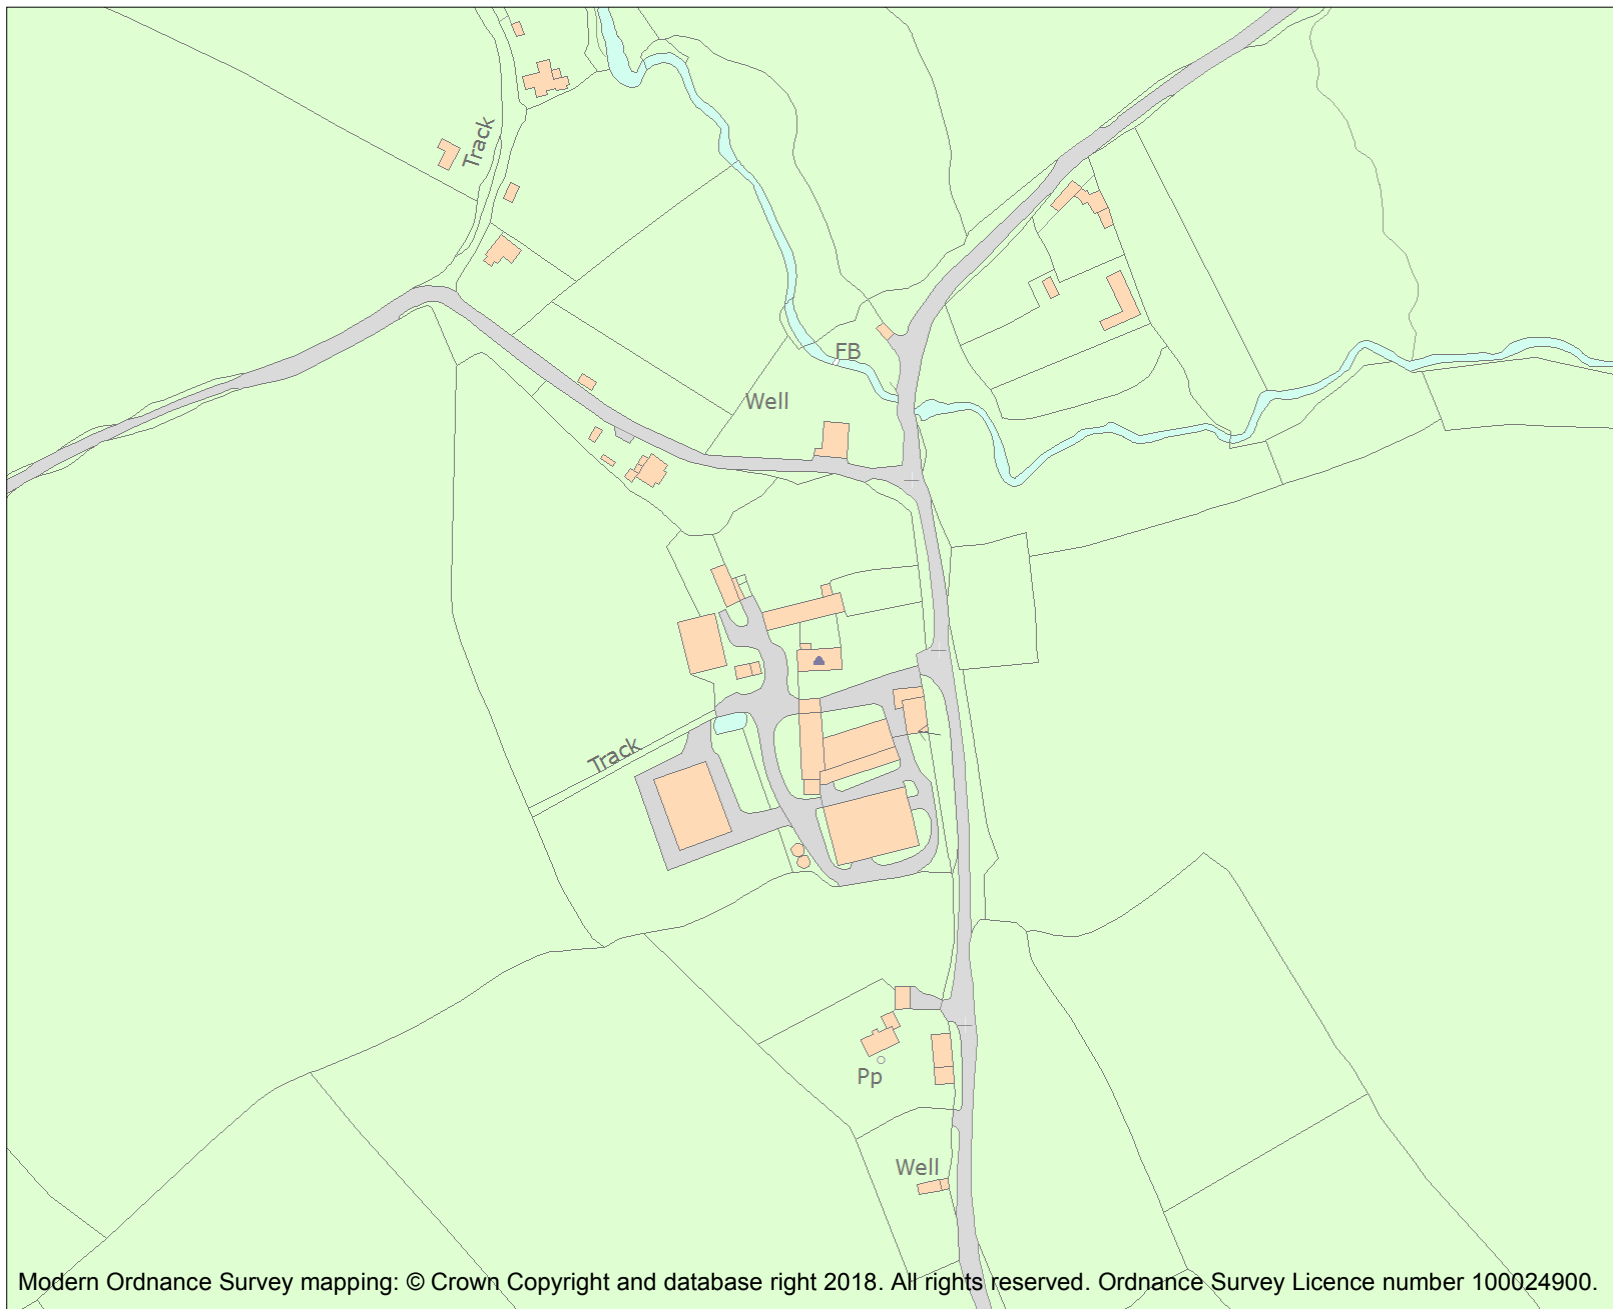 Track
FB
Well
Track
Pp
Well
Modern Ordnance Survey mapping: © Crown Copyright and database right 2018. All rights reserved. Ordnance Survey Licence number 100024900.